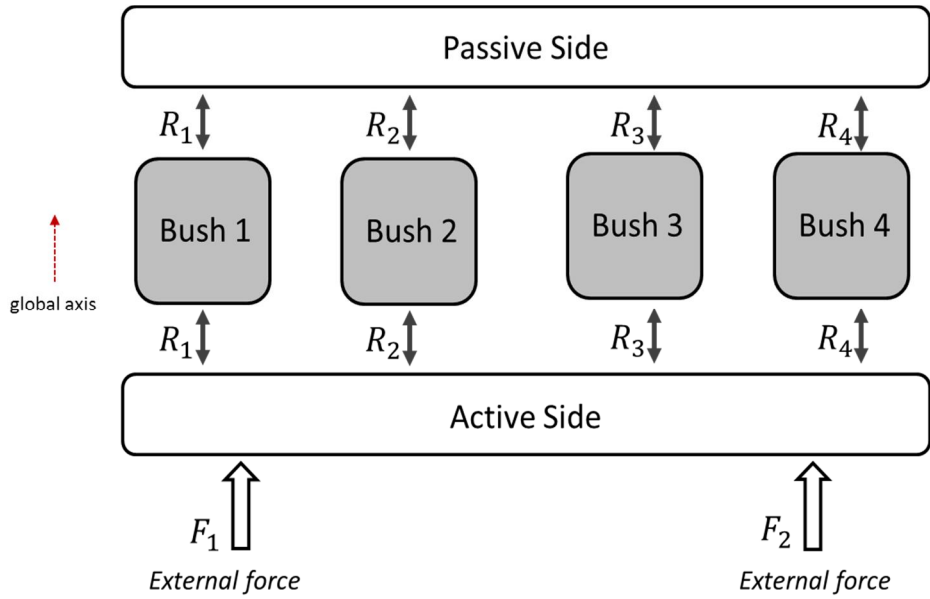 Passive Side
R₁ R₂ R₃ R₄
Bush 1 Bush 2 Bush 3 Bush 4
global axis
R₁ R₂ R₃ R₄
Active Side
F₁ F₂
External force External force